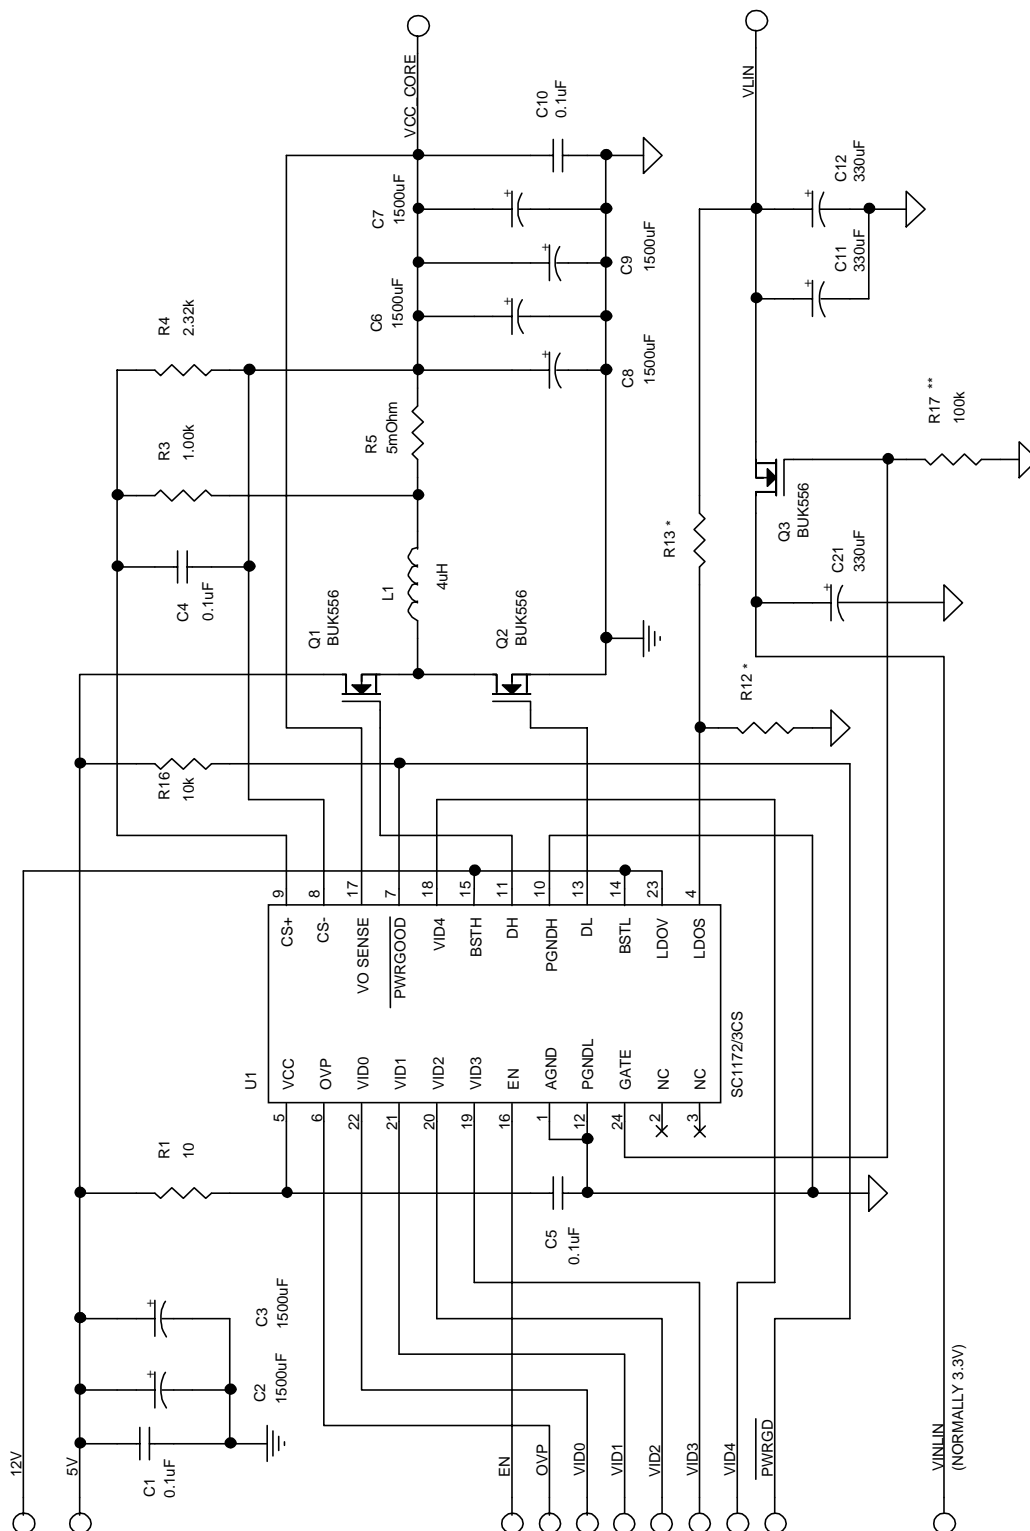 12V
5V
C1
0.1uF
C2
1500uF
C3
1500uF
R1
10
EN
OVP
VID0
VID1
VID2
VID3
VID4
PWRGD
VINLIN
(NORMALLY 3.3V)
C5
0.1uF
U1
SC1172/3CS
5 VCC
6 OVP
22 VID0
21 VID1
20 VID2
19 VID3
16 EN
1 AGND
12 PGNDL
24 GATE
2 NC
3 NC
CS+ 9
CS- 8
VO SENSE 17
PWRGOOD 7
VID4 18
BSTH 15
DH 11
PGNDH 10
DL 13
BSTL 14
LDOV 23
LDOS 4
R16
10k
C4
0.1uF
R3
1.00k
R4
2.32k
Q1
BUK556
Q2
BUK556
L1
4uH
R5
5mOhm
C6
1500uF
C7
1500uF
C8
1500uF
C9
1500uF
C10
0.1uF
VCC_CORE
R12 *
R13 *
C21
330uF
Q3
BUK556
R17 **
100k
C11
330uF
C12
330uF
VLIN
+
+
+
+
+
+
+
+
+